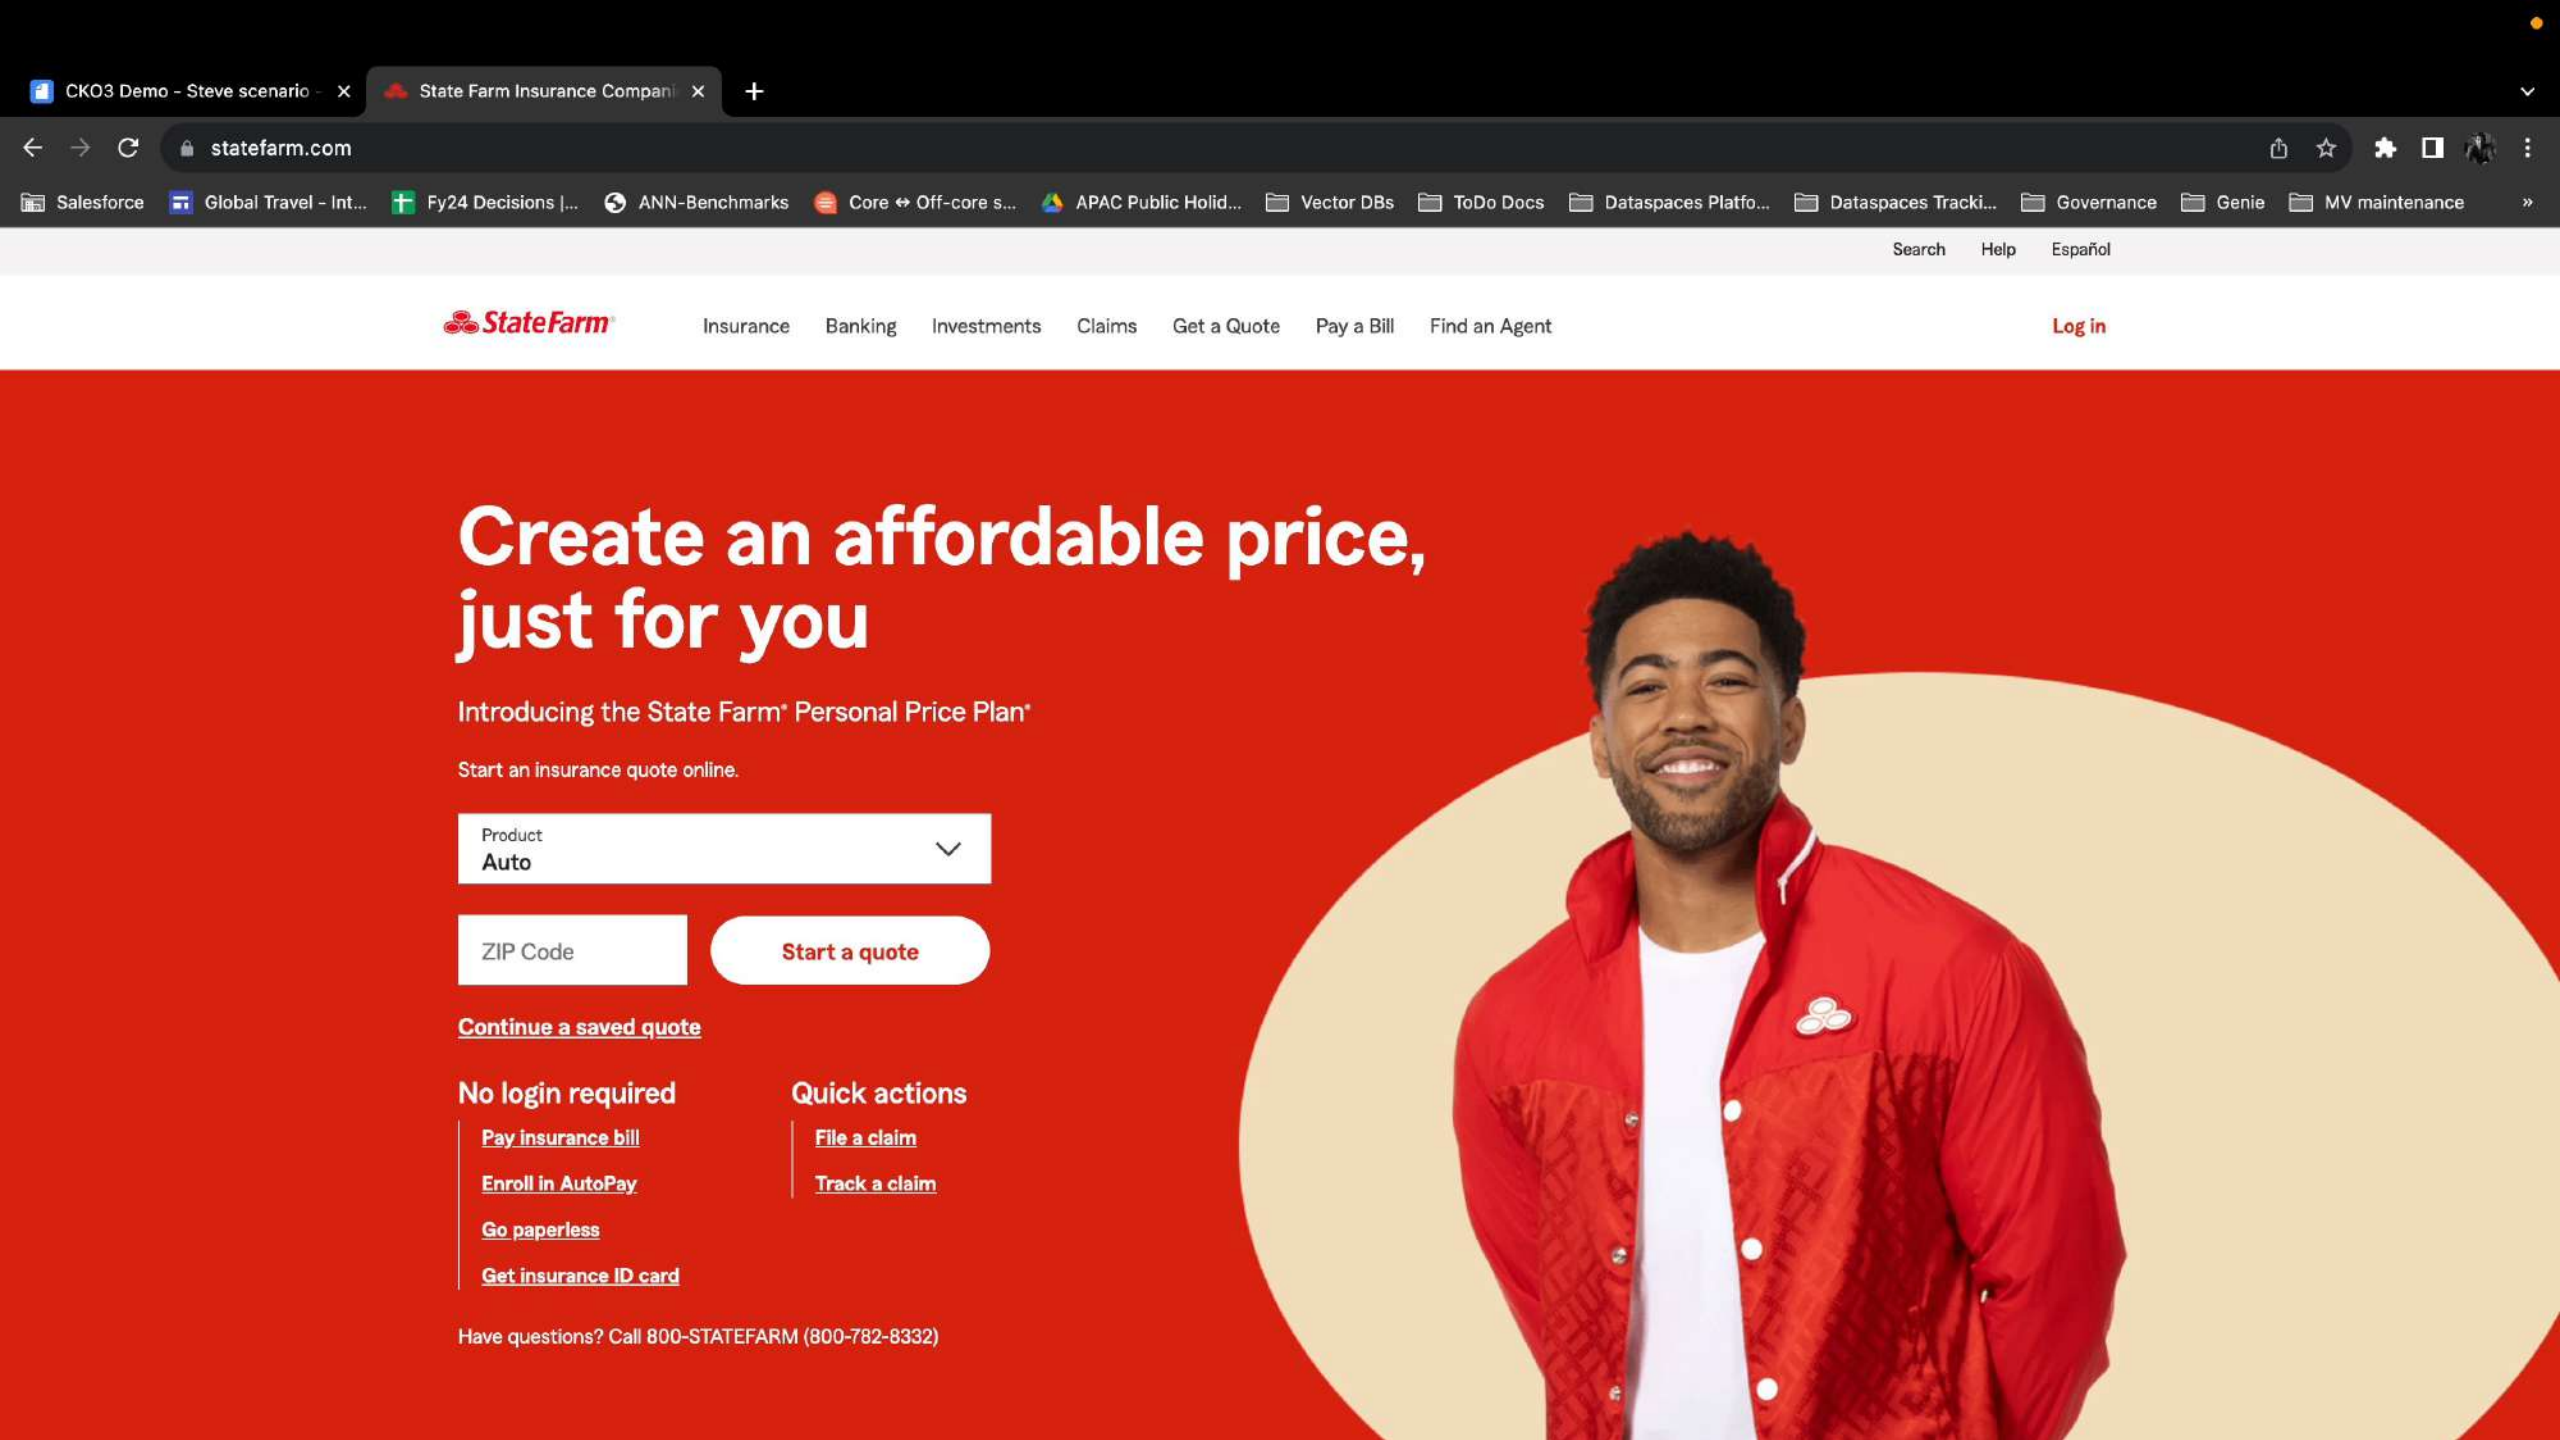 CKO3 Demo - Steve scenario -
State Farm Insurance Compani
statefarm.com
Salesforce
Global Travel - Int...
Fy24 Decisions |...
ANN-Benchmarks
Core ↔ Off-core s...
APAC Public Holid...
Vector DBs
ToDo Docs
Dataspaces Platfo...
Dataspaces Tracki...
Governance
Genie
MV maintenance
»
Search Help Español
StateFarm®
Insurance Banking Investments Claims Get a Quote Pay a Bill Find an Agent
Log in
Create an affordable price,
just for you
Introducing the State Farm® Personal Price Plan®
Start an insurance quote online.
Product
Auto
ZIP Code
Start a quote
Continue a saved quote
No login required
Pay insurance bill
Enroll in AutoPay
Go paperless
Get insurance ID card
Quick actions
File a claim
Track a claim
Have questions? Call 800-STATEFARM (800-782-8332)